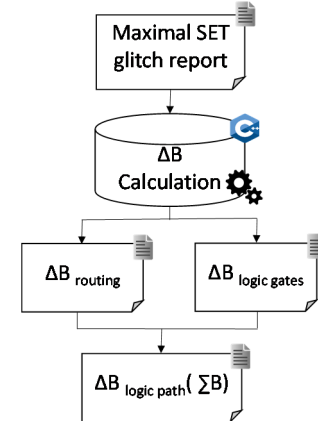 Maximal SET
glitch report
C++
ΔB
Calculation
ΔB routing
ΔB logic gates
ΔB logic path( ∑B)